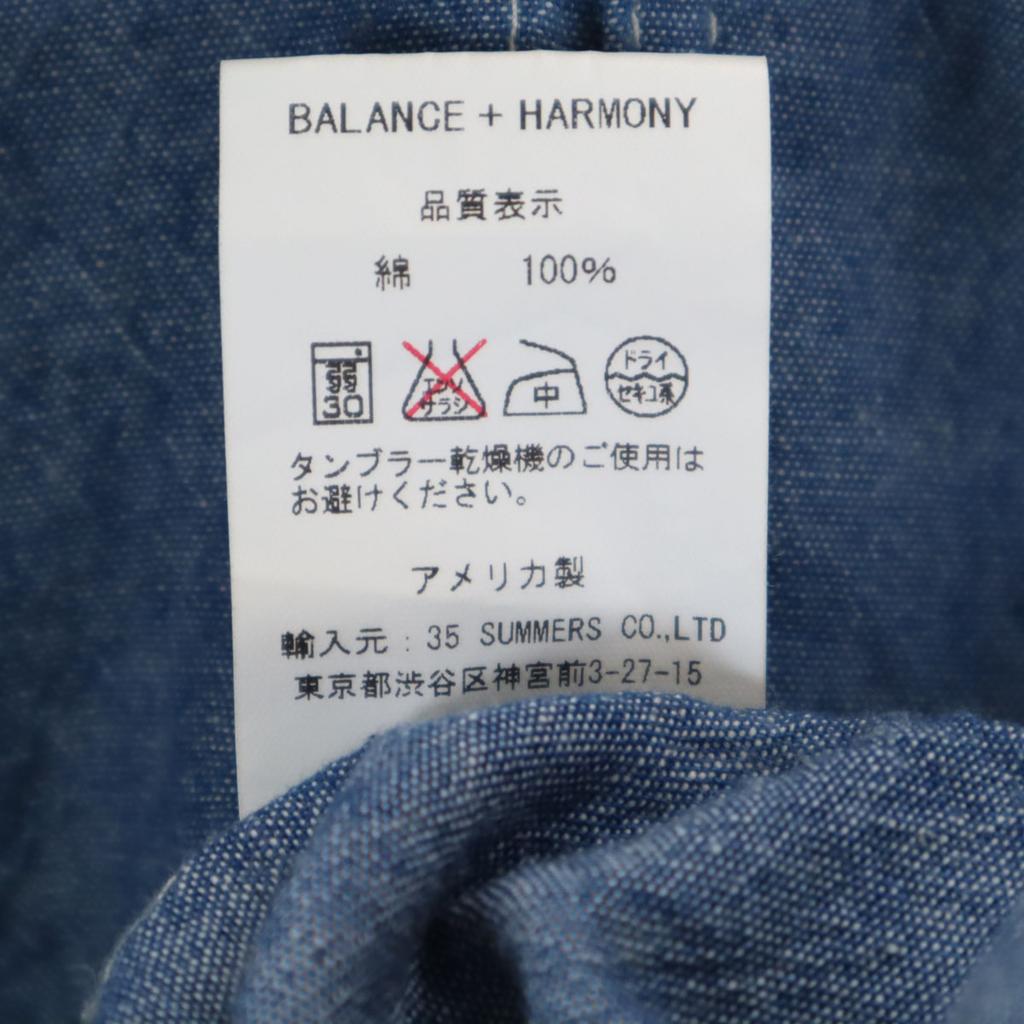 BALANCE + HARMONY
品質表示
綿 100%
弱 30 エンソ サラシ 中 ドライ セキユ系
タンブラー乾燥機のご使用は
お避けください。
アメリカ製
輸入元：35 SUMMERS CO.,LTD
東京都渋谷区神宮前3-27-15